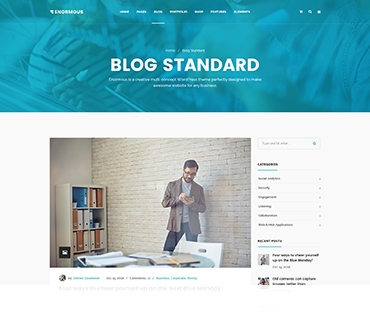 ENORMOUS
HOME PAGES BLOG PORTFOLIO SHOP FEATURES ELEMENTS
Home / Blog Standard
BLOG STANDARD
Enormous is a creative multi concept WordPress theme perfectly designed to make
awesome website for any business.
Type and hit enter
CATEGORIES
Social Analytics
Security
Engagement
Listening
Collaboration
Web & Web Applications
RECENT POSTS
Four ways to cheer yourself
up on the Blue Monday!
Old cameras can capture
images better than
Four ways to cheer yourself up on the Next Blue Monday!